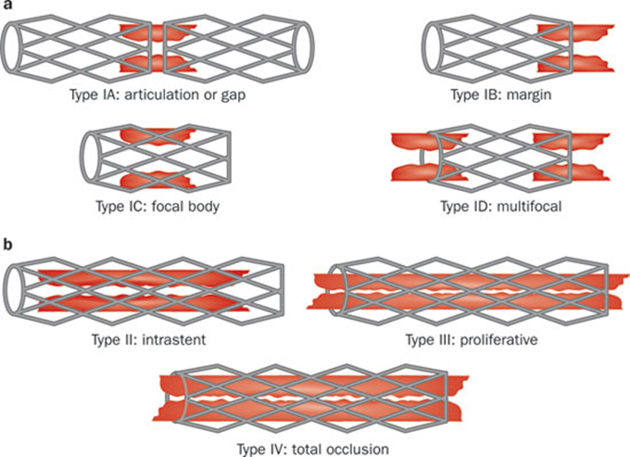 a
Type IA: articulation or gap
Type IB: margin
Type IC: focal body
Type ID: multifocal
b
Type II: intrastent
Type III: proliferative
Type IV: total occlusion